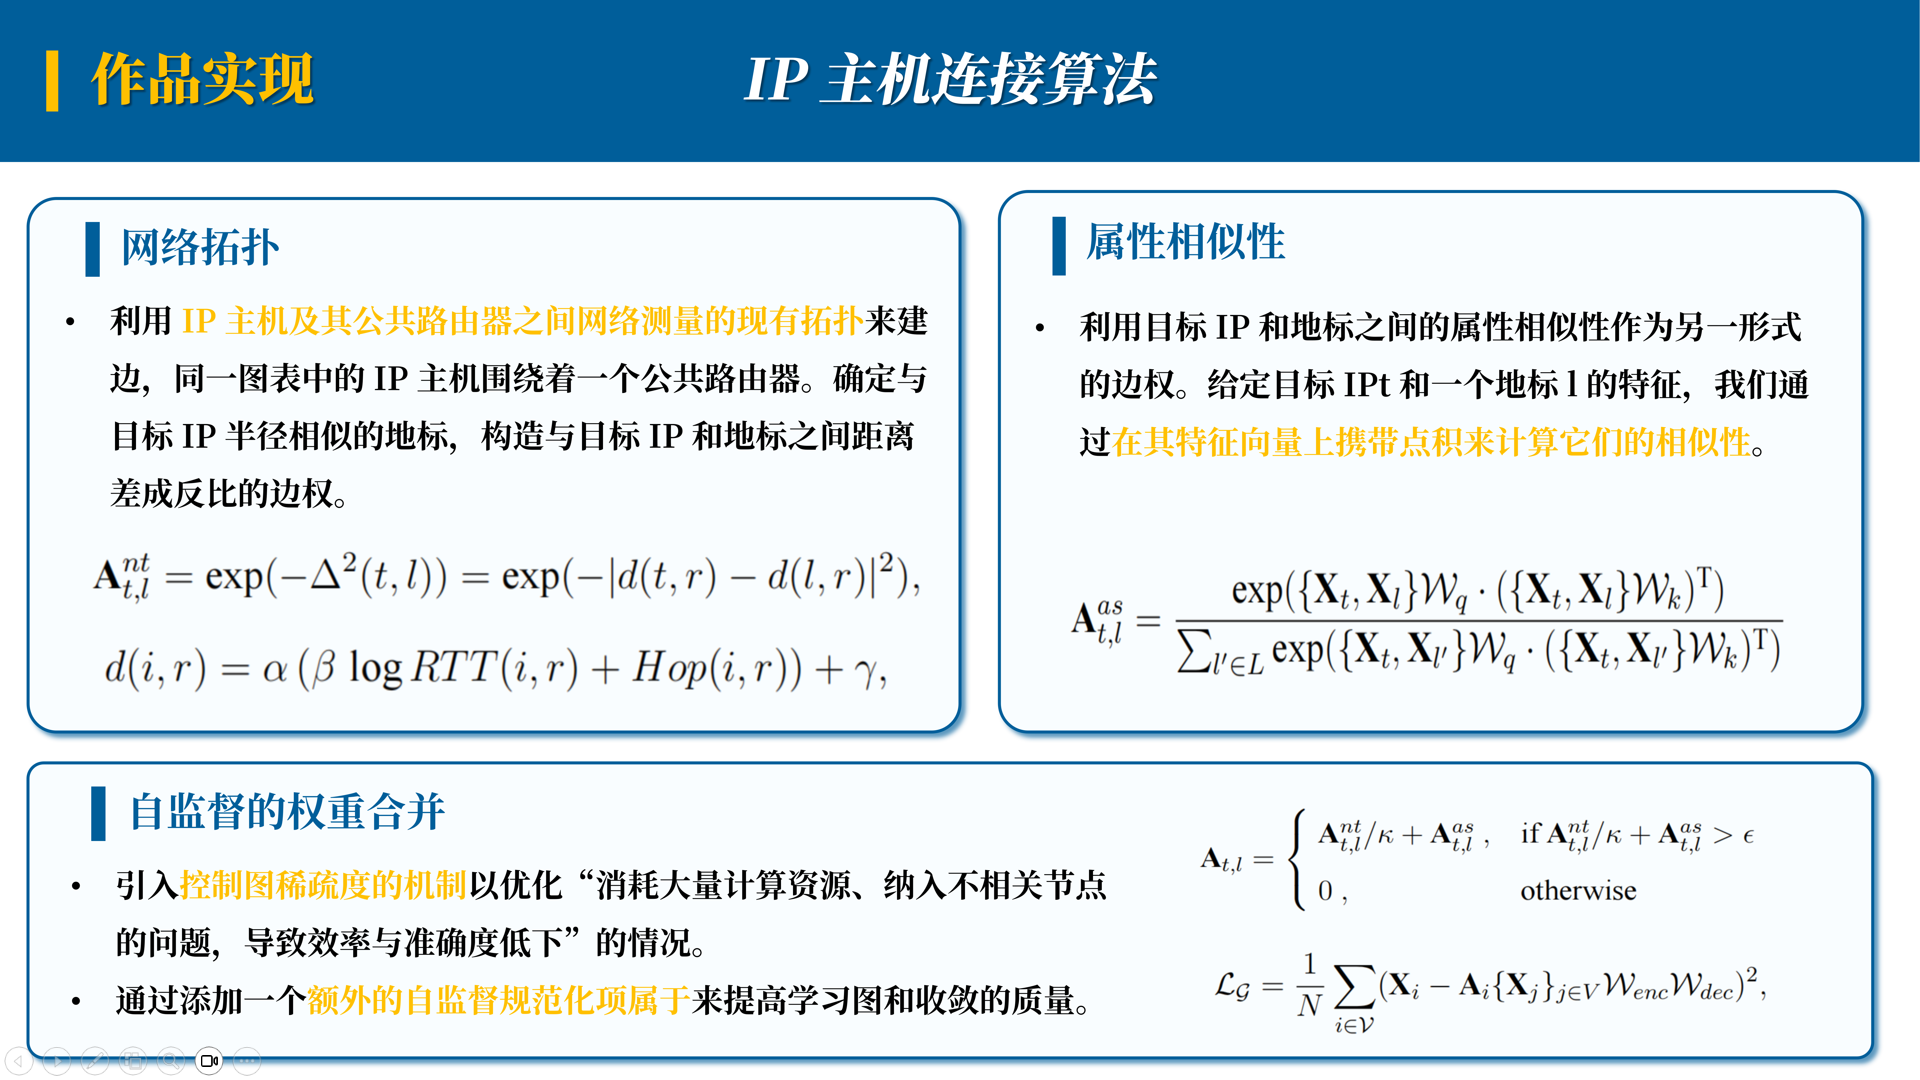 作品实现
IP 主机连接算法
网络拓扑
• 利用 IP 主机及其公共路由器之间网络测量的现有拓扑来建
边，同一图表中的 IP 主机围绕着一个公共路由器。确定与
目标 IP 半径相似的地标，构造与目标 IP 和地标之间距离
差成反比的边权。
$\mathbf{A}^{nt}_{t,l} = \exp(-\Delta^2(t,l)) = \exp(-|d(t,r) - d(l,r)|^2),$
$d(i,r) = \alpha\,(\beta\ \log RTT(i,r) + Hop(i,r)) + \gamma,$
属性相似性
• 利用目标 IP 和地标之间的属性相似性作为另一形式
的边权。给定目标 IPt 和一个地标 l 的特征，我们通
过在其特征向量上携带点积来计算它们的相似性。
$\mathbf{A}^{as}_{t,l} = \frac{\exp(\{\mathbf{X}_t, \mathbf{X}_l\}\mathcal{W}_q \cdot (\{\mathbf{X}_t, \mathbf{X}_l\}\mathcal{W}_k)^{\mathrm{T}})}{\sum_{l' \in L} \exp(\{\mathbf{X}_t, \mathbf{X}_{l'}\}\mathcal{W}_q \cdot (\{\mathbf{X}_t, \mathbf{X}_{l'}\}\mathcal{W}_k)^{\mathrm{T}})}$
自监督的权重合并
• 引入控制图稀疏度的机制以优化“消耗大量计算资源、纳入不相关节点
的问题，导致效率与准确度低下”的情况。
• 通过添加一个额外的自监督规范化项属于来提高学习图和收敛的质量。
$\mathbf{A}_{t,l} = \begin{cases} \mathbf{A}^{nt}_{t,l}/\kappa + \mathbf{A}^{as}_{t,l}\,, & \text{if } \mathbf{A}^{nt}_{t,l}/\kappa + \mathbf{A}^{as}_{t,l} > \epsilon \\ 0\,, & \text{otherwise} \end{cases}$
$\mathcal{L}_{\mathcal{G}} = \frac{1}{N} \sum_{i \in \mathcal{V}} (\mathbf{X}_i - \mathbf{A}_i \{\mathbf{X}_j\}_{j \in V} \mathcal{W}_{enc} \mathcal{W}_{dec})^2,$